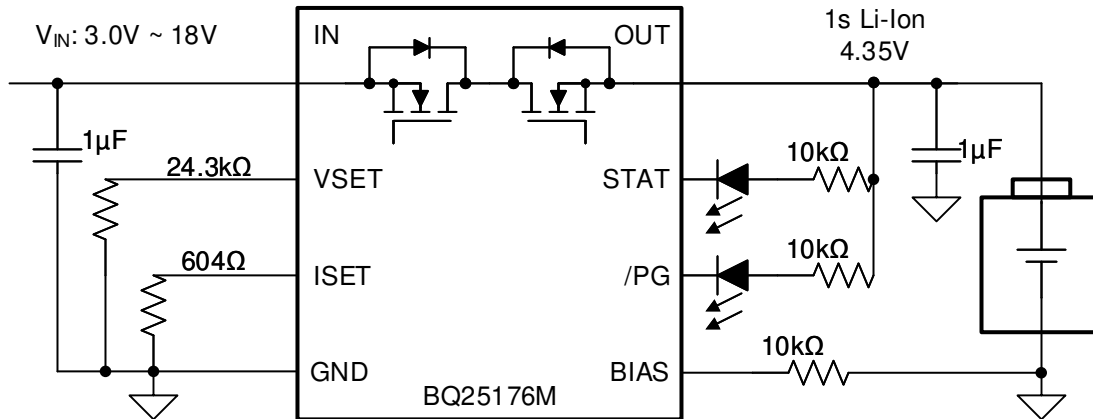 V_IN: 3.0V ~ 18V
IN
OUT
1s Li-Ion
4.35V
1µF
24.3kΩ
VSET
STAT
10kΩ
1µF
604Ω
ISET
/PG
10kΩ
GND
BIAS
10kΩ
BQ25176M